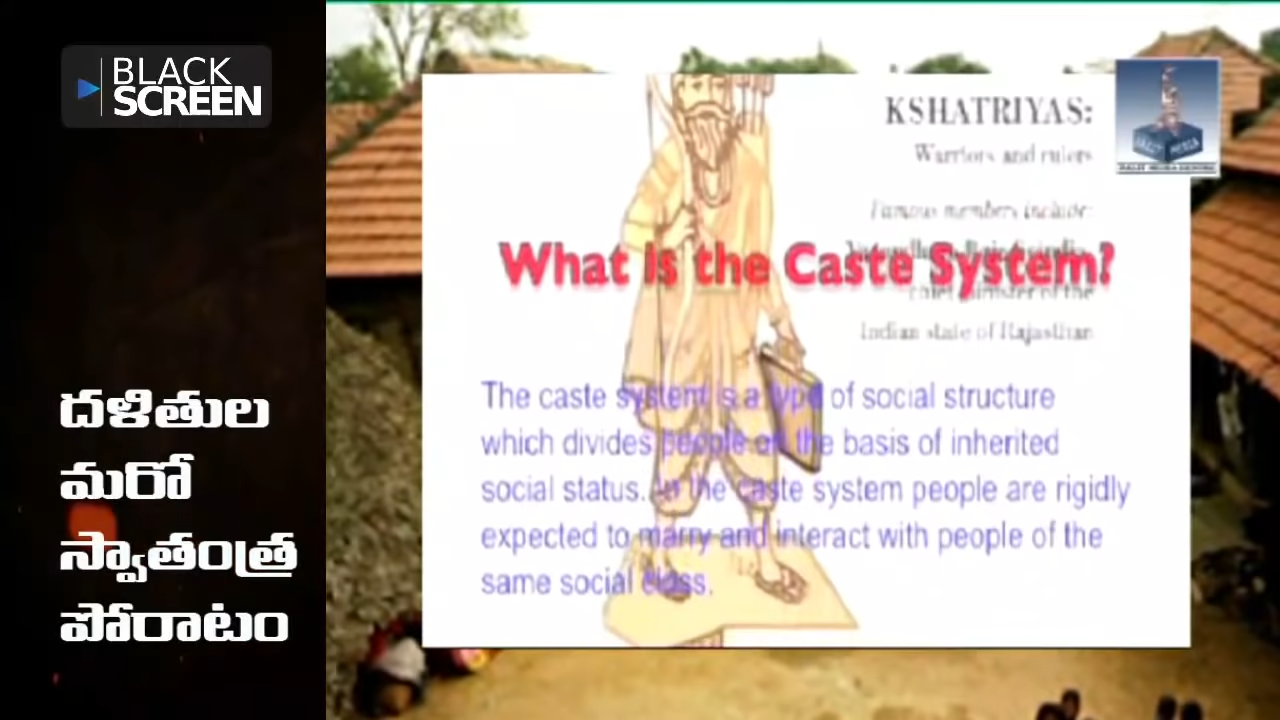 BLACK
SCREEN
దళితుల
మరో
స్వాతంత్ర
పోరాటం
KSHATRIYAS:
Warriors and rulers
Famous members include:
What Is the Caste System?
chief minister of the
Indian state of Rajasthan
The caste system is a type of social structure
which divides people on the basis of inherited
social status. In the caste system people are rigidly
expected to marry and interact with people of the
same social class.